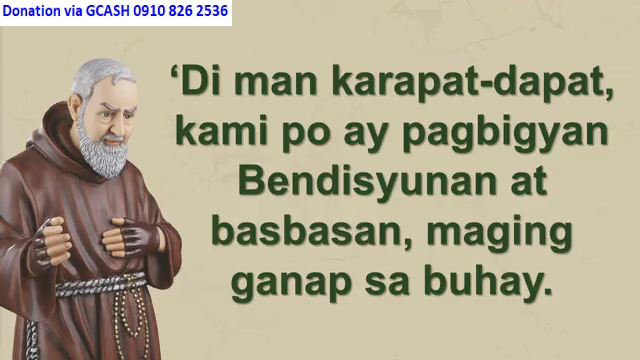 Donation via GCASH 0910 826 2536
‘Di man karapat-dapat,
kami po ay pagbigyan
Bendisyunan at
basbasan, maging
ganap sa buhay.